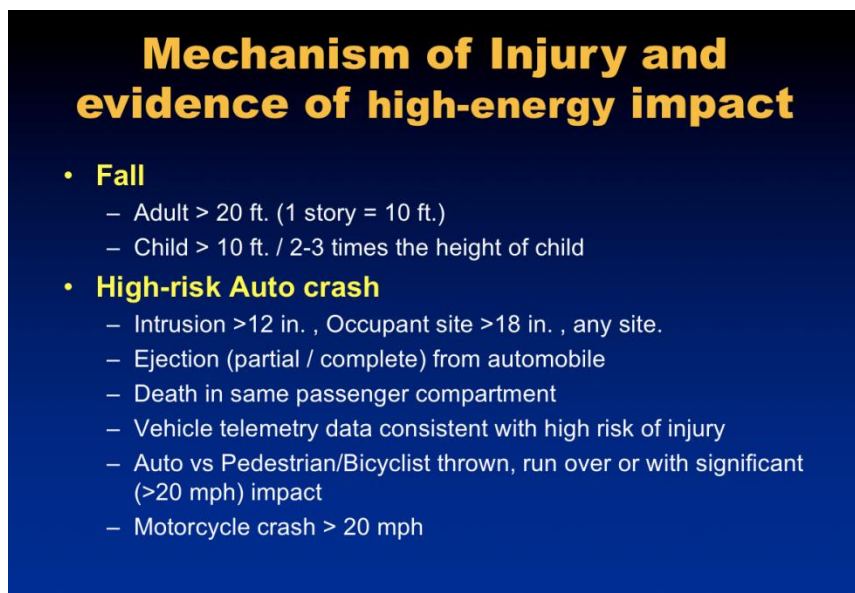 Mechanism of Injury and
evidence of high-energy impact
• Fall
– Adult > 20 ft. (1 story = 10 ft.)
– Child > 10 ft. / 2-3 times the height of child
• High-risk Auto crash
– Intrusion >12 in. , Occupant site >18 in. , any site.
– Ejection (partial / complete) from automobile
– Death in same passenger compartment
– Vehicle telemetry data consistent with high risk of injury
– Auto vs Pedestrian/Bicyclist thrown, run over or with significant
(>20 mph) impact
– Motorcycle crash > 20 mph